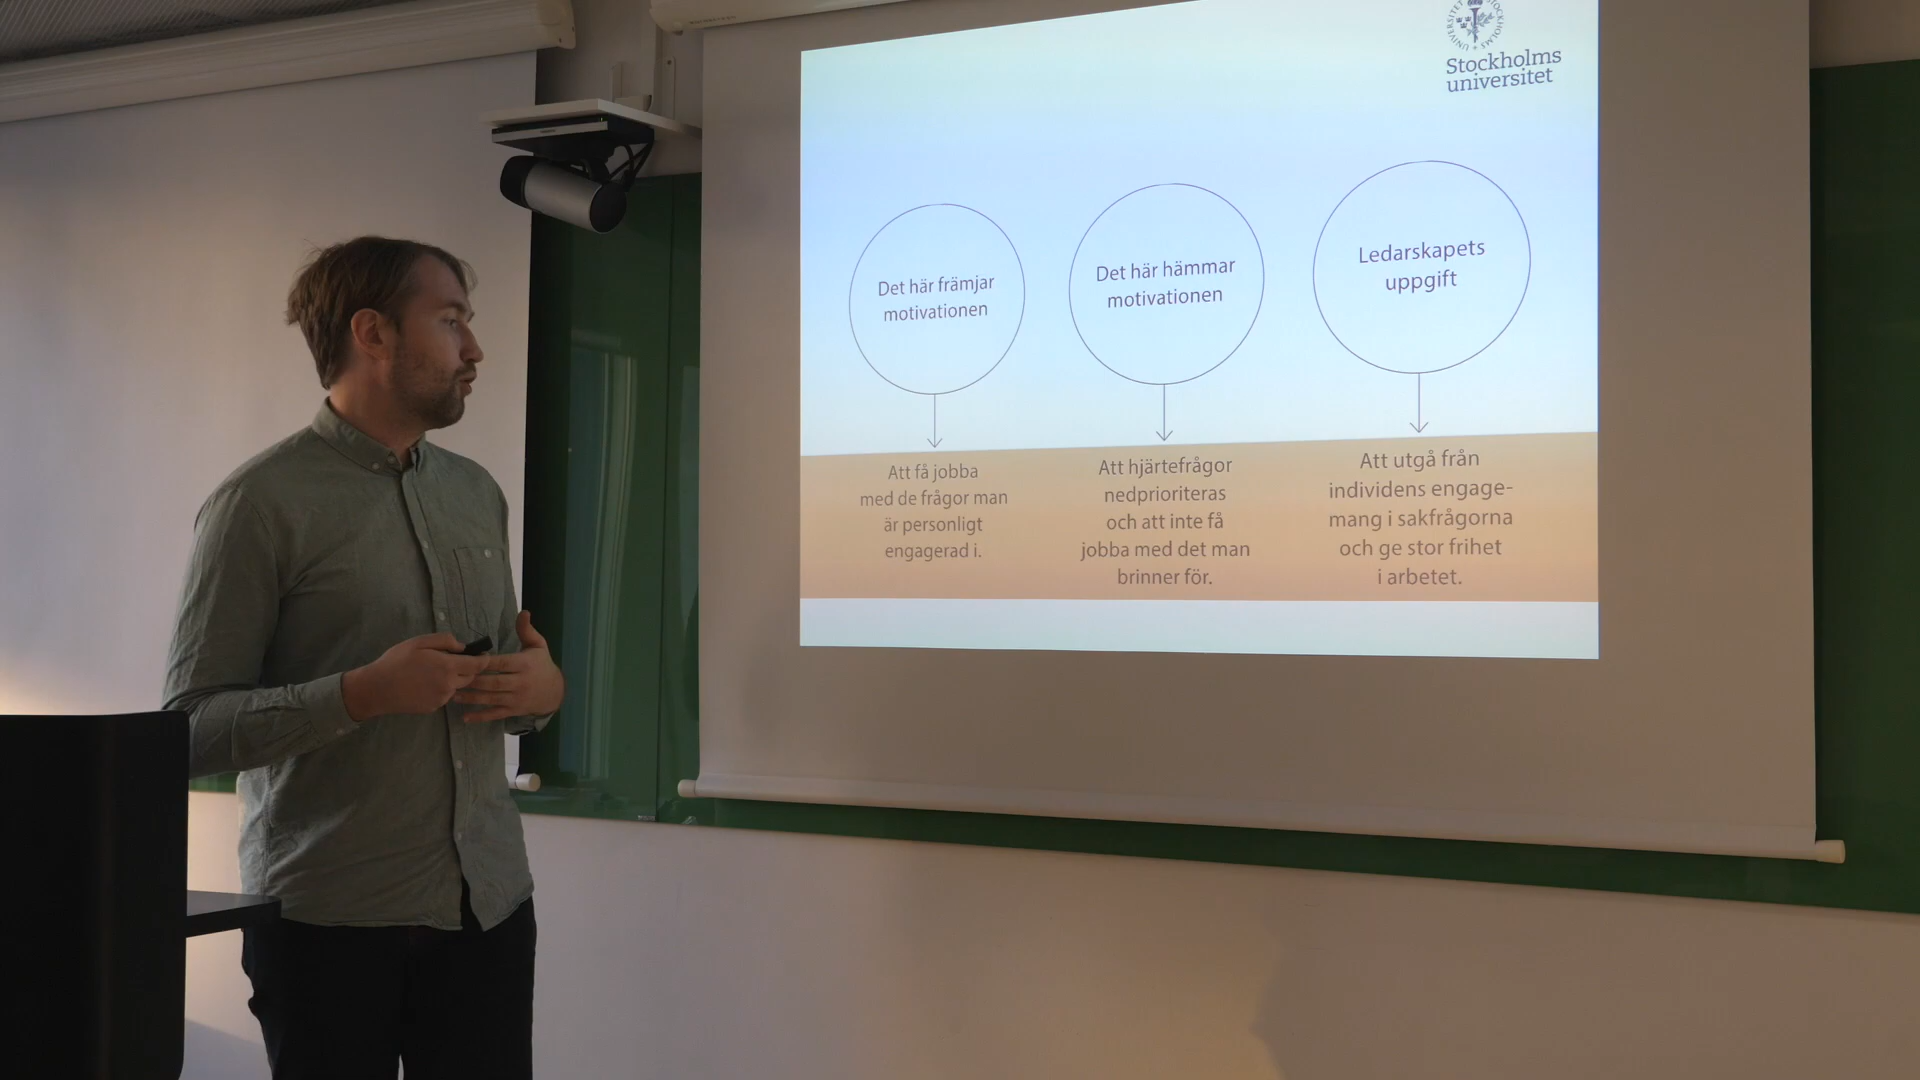 Stockholms
universitet
Det här främjar
motivationen
Det här hämmar
motivationen
Ledarskapets
uppgift
Att få jobba
med de frågor man
är personligt
engagerad i.
Att hjärtefrågor
nedprioriteras
och att inte få
jobba med det man
brinner för.
Att utgå från
individens engage-
mang i sakfrågorna
och ge stor frihet
i arbetet.